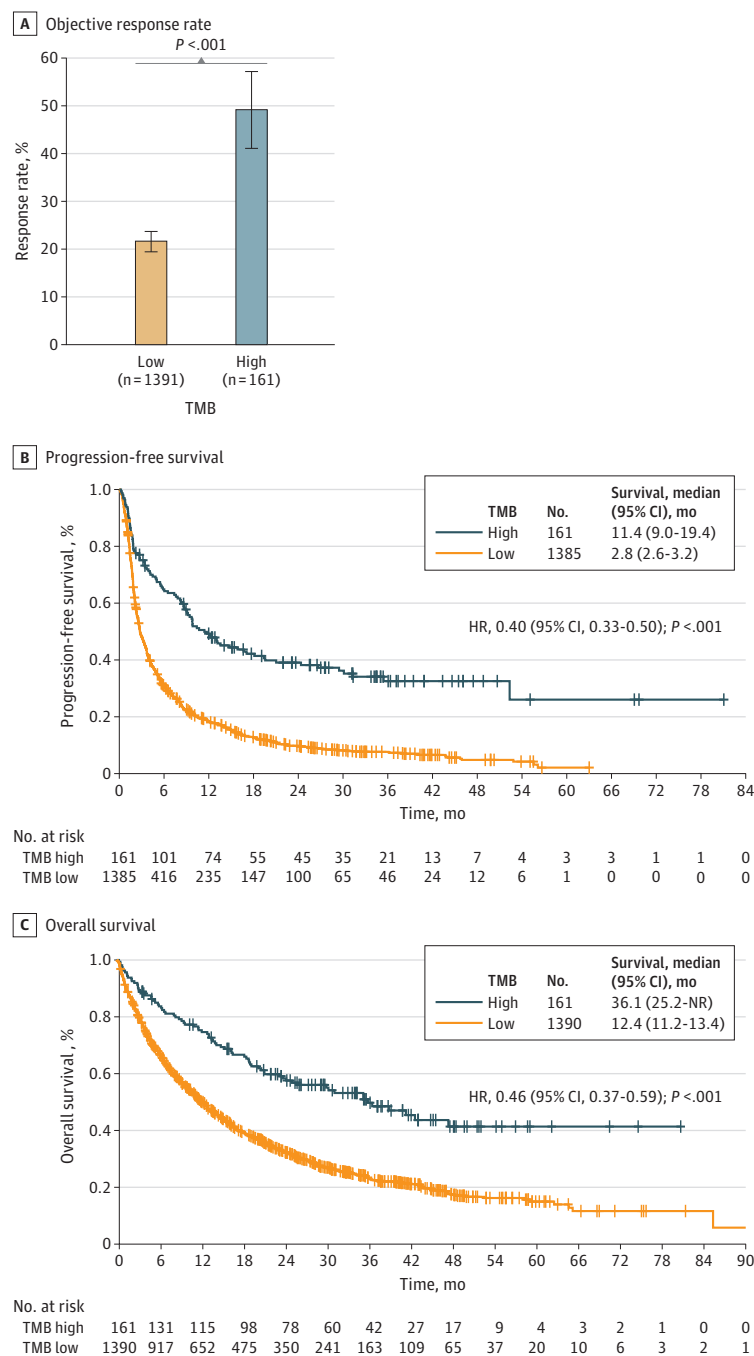 A Objective response rate
P <.001
60
50
40
30
20
10
0
Response rate, %
Low
(n=1391)
High
(n=161)
TMB
B Progression-free survival
1.0
0.8
0.6
0.4
0.2
0
Progression-free survival, %
TMB No. Survival, median (95% CI), mo
High 161 11.4 (9.0-19.4)
Low 1385 2.8 (2.6-3.2)
HR, 0.40 (95% CI, 0.33-0.50); P <.001
0 6 12 18 24 30 36 42 48 54 60 66 72 78 84
Time, mo
No. at risk
TMB high 161 101 74 55 45 35 21 13 7 4 3 3 1 1 0
TMB low 1385 416 235 147 100 65 46 24 12 6 1 0 0 0 0
C Overall survival
1.0
0.8
0.6
0.4
0.2
0
Overall survival, %
TMB No. Survival, median (95% CI), mo
High 161 36.1 (25.2-NR)
Low 1390 12.4 (11.2-13.4)
HR, 0.46 (95% CI, 0.37-0.59); P <.001
0 6 12 18 24 30 36 42 48 54 60 66 72 78 84 90
Time, mo
No. at risk
TMB high 161 131 115 98 78 60 42 27 17 9 4 3 2 1 0 0
TMB low 1390 917 652 475 350 241 163 109 65 37 20 10 6 3 2 1